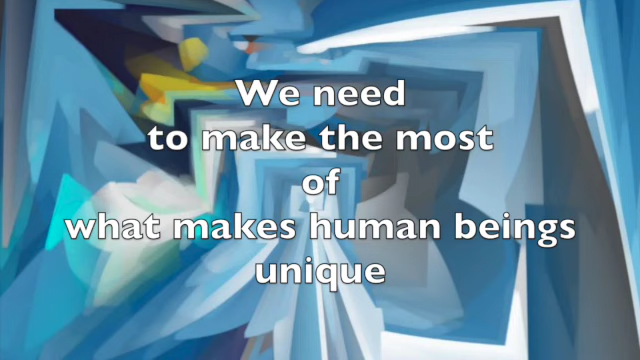 We need
to make the most
of
what makes human beings
unique